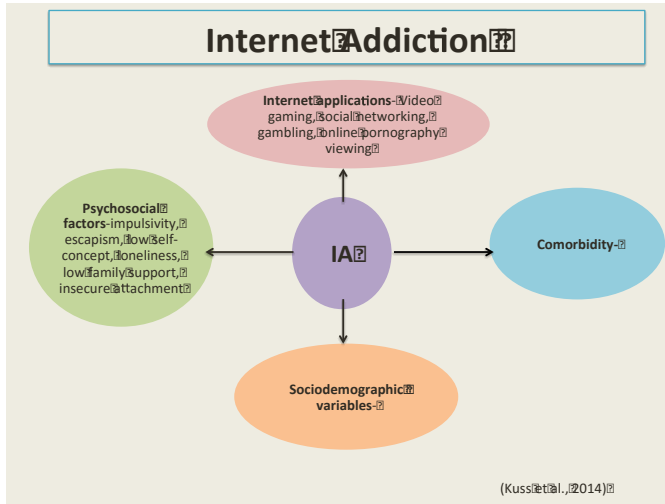 Internet Addiction
Internet applications- Video
gaming, social networking,
gambling, online pornography
viewing
Psychosocial
factors-impulsivity,
escapism, low self-
concept, loneliness,
low family support,
insecure attachment
IA
Comorbidity-
Sociodemographic
variables-
(Kuss et al., 2014)